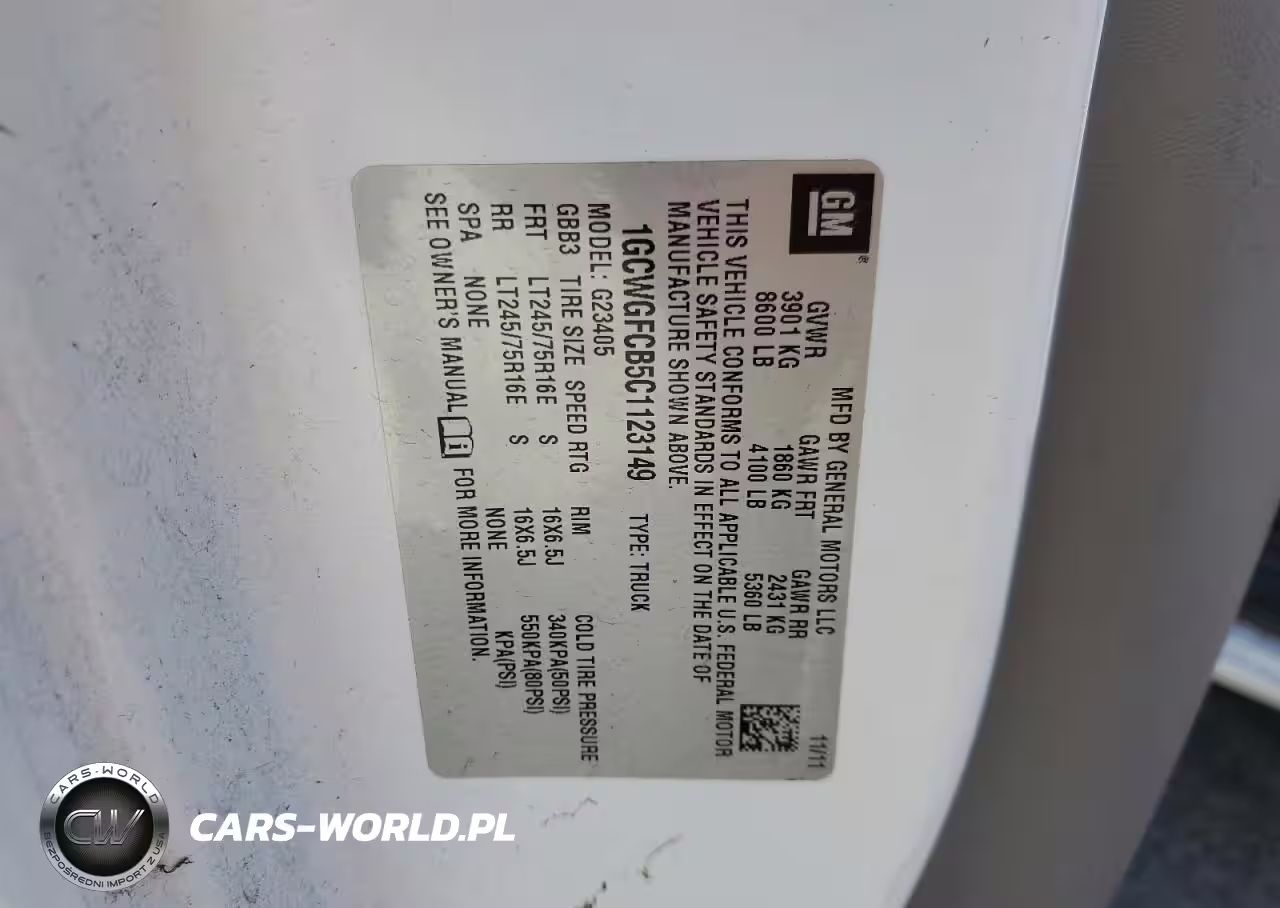 GM®
MFD BY GENERAL MOTORS LLC 11/11
GVWR GAWR FRT GAWR RR
3901 KG 1860 KG 2431 KG
8600 LB 4100 LB 5360 LB
THIS VEHICLE CONFORMS TO ALL APPLICABLE U.S. FEDERAL MOTOR
VEHICLE SAFETY STANDARDS IN EFFECT ON THE DATE OF
MANUFACTURE SHOWN ABOVE.
1GCWGFCB5C1123149 TYPE: TRUCK
MODEL: G23405
GBB3 TIRE SIZE SPEED RTG RIM COLD TIRE PRESSURE
FRT LT245/75R16E S 16X6.5J 340KPA(50PSI)
RR LT245/75R16E S 16X6.5J 550KPA(80PSI)
SPA NONE NONE KPA(PSI)
SEE OWNER'S MANUAL FOR MORE INFORMATION.
CARS-WORLD
CW
BEZPOŚREDNI IMPORT Z USA
CARS-WORLD.PL